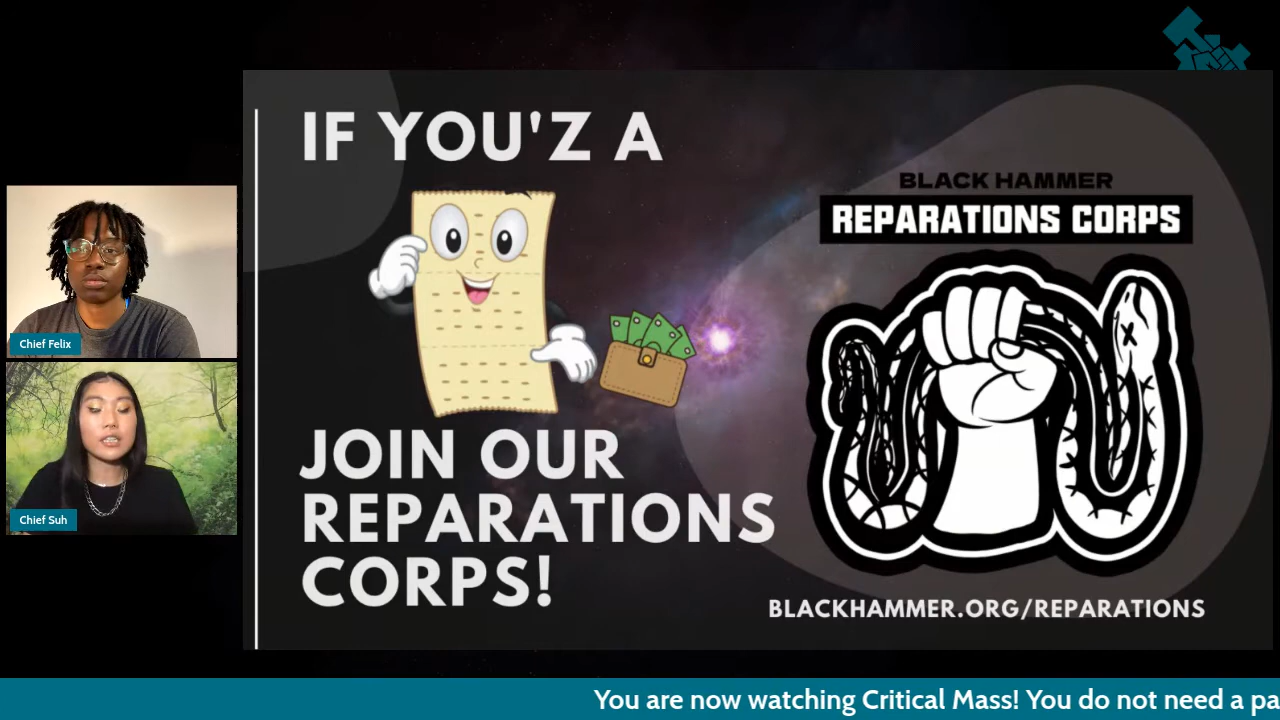 IF YOU'Z A
JOIN OUR
REPARATIONS
CORPS!
BLACK HAMMER
REPARATIONS CORPS
BLACKHAMMER.ORG/REPARATIONS
Chief Felix
Chief Suh
You are now watching Critical Mass! You do not need a pa